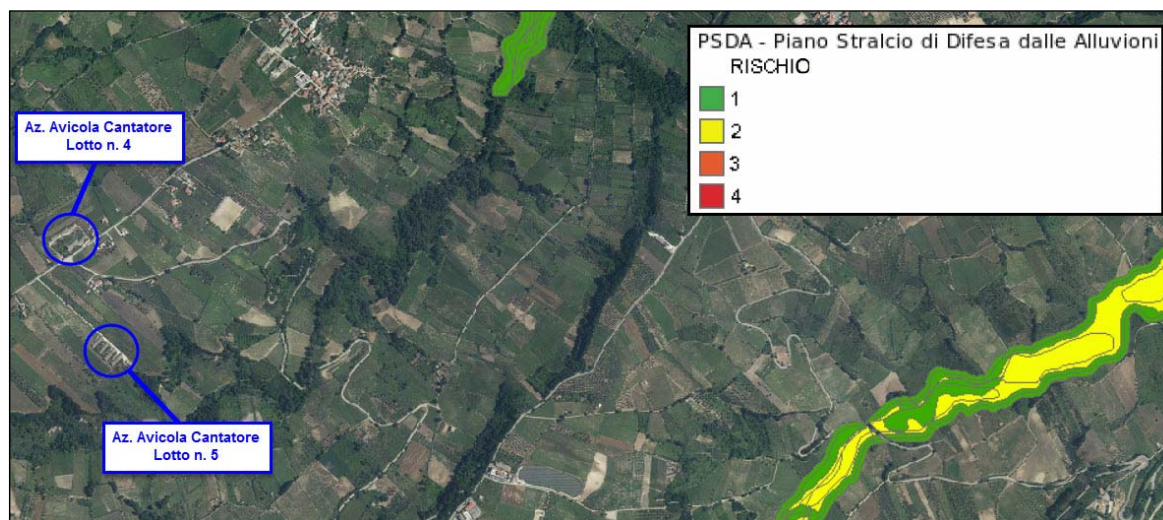 PSDA - Piano Stralcio di Difesa dalle Alluvioni
RISCHIO
1
2
3
4
Az. Avicola Cantatore
Lotto n. 4
Az. Avicola Cantatore
Lotto n. 5